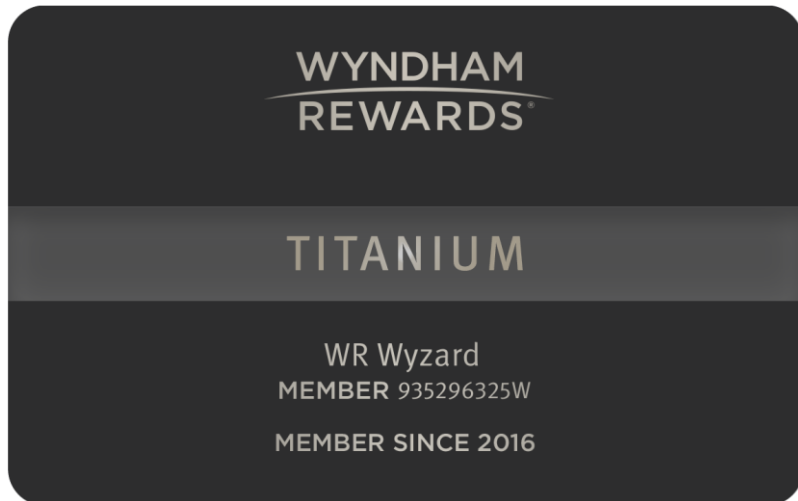 WYNDHAM
REWARDS®
TITANIUM
WR Wyzard
MEMBER 935296325W
MEMBER SINCE 2016